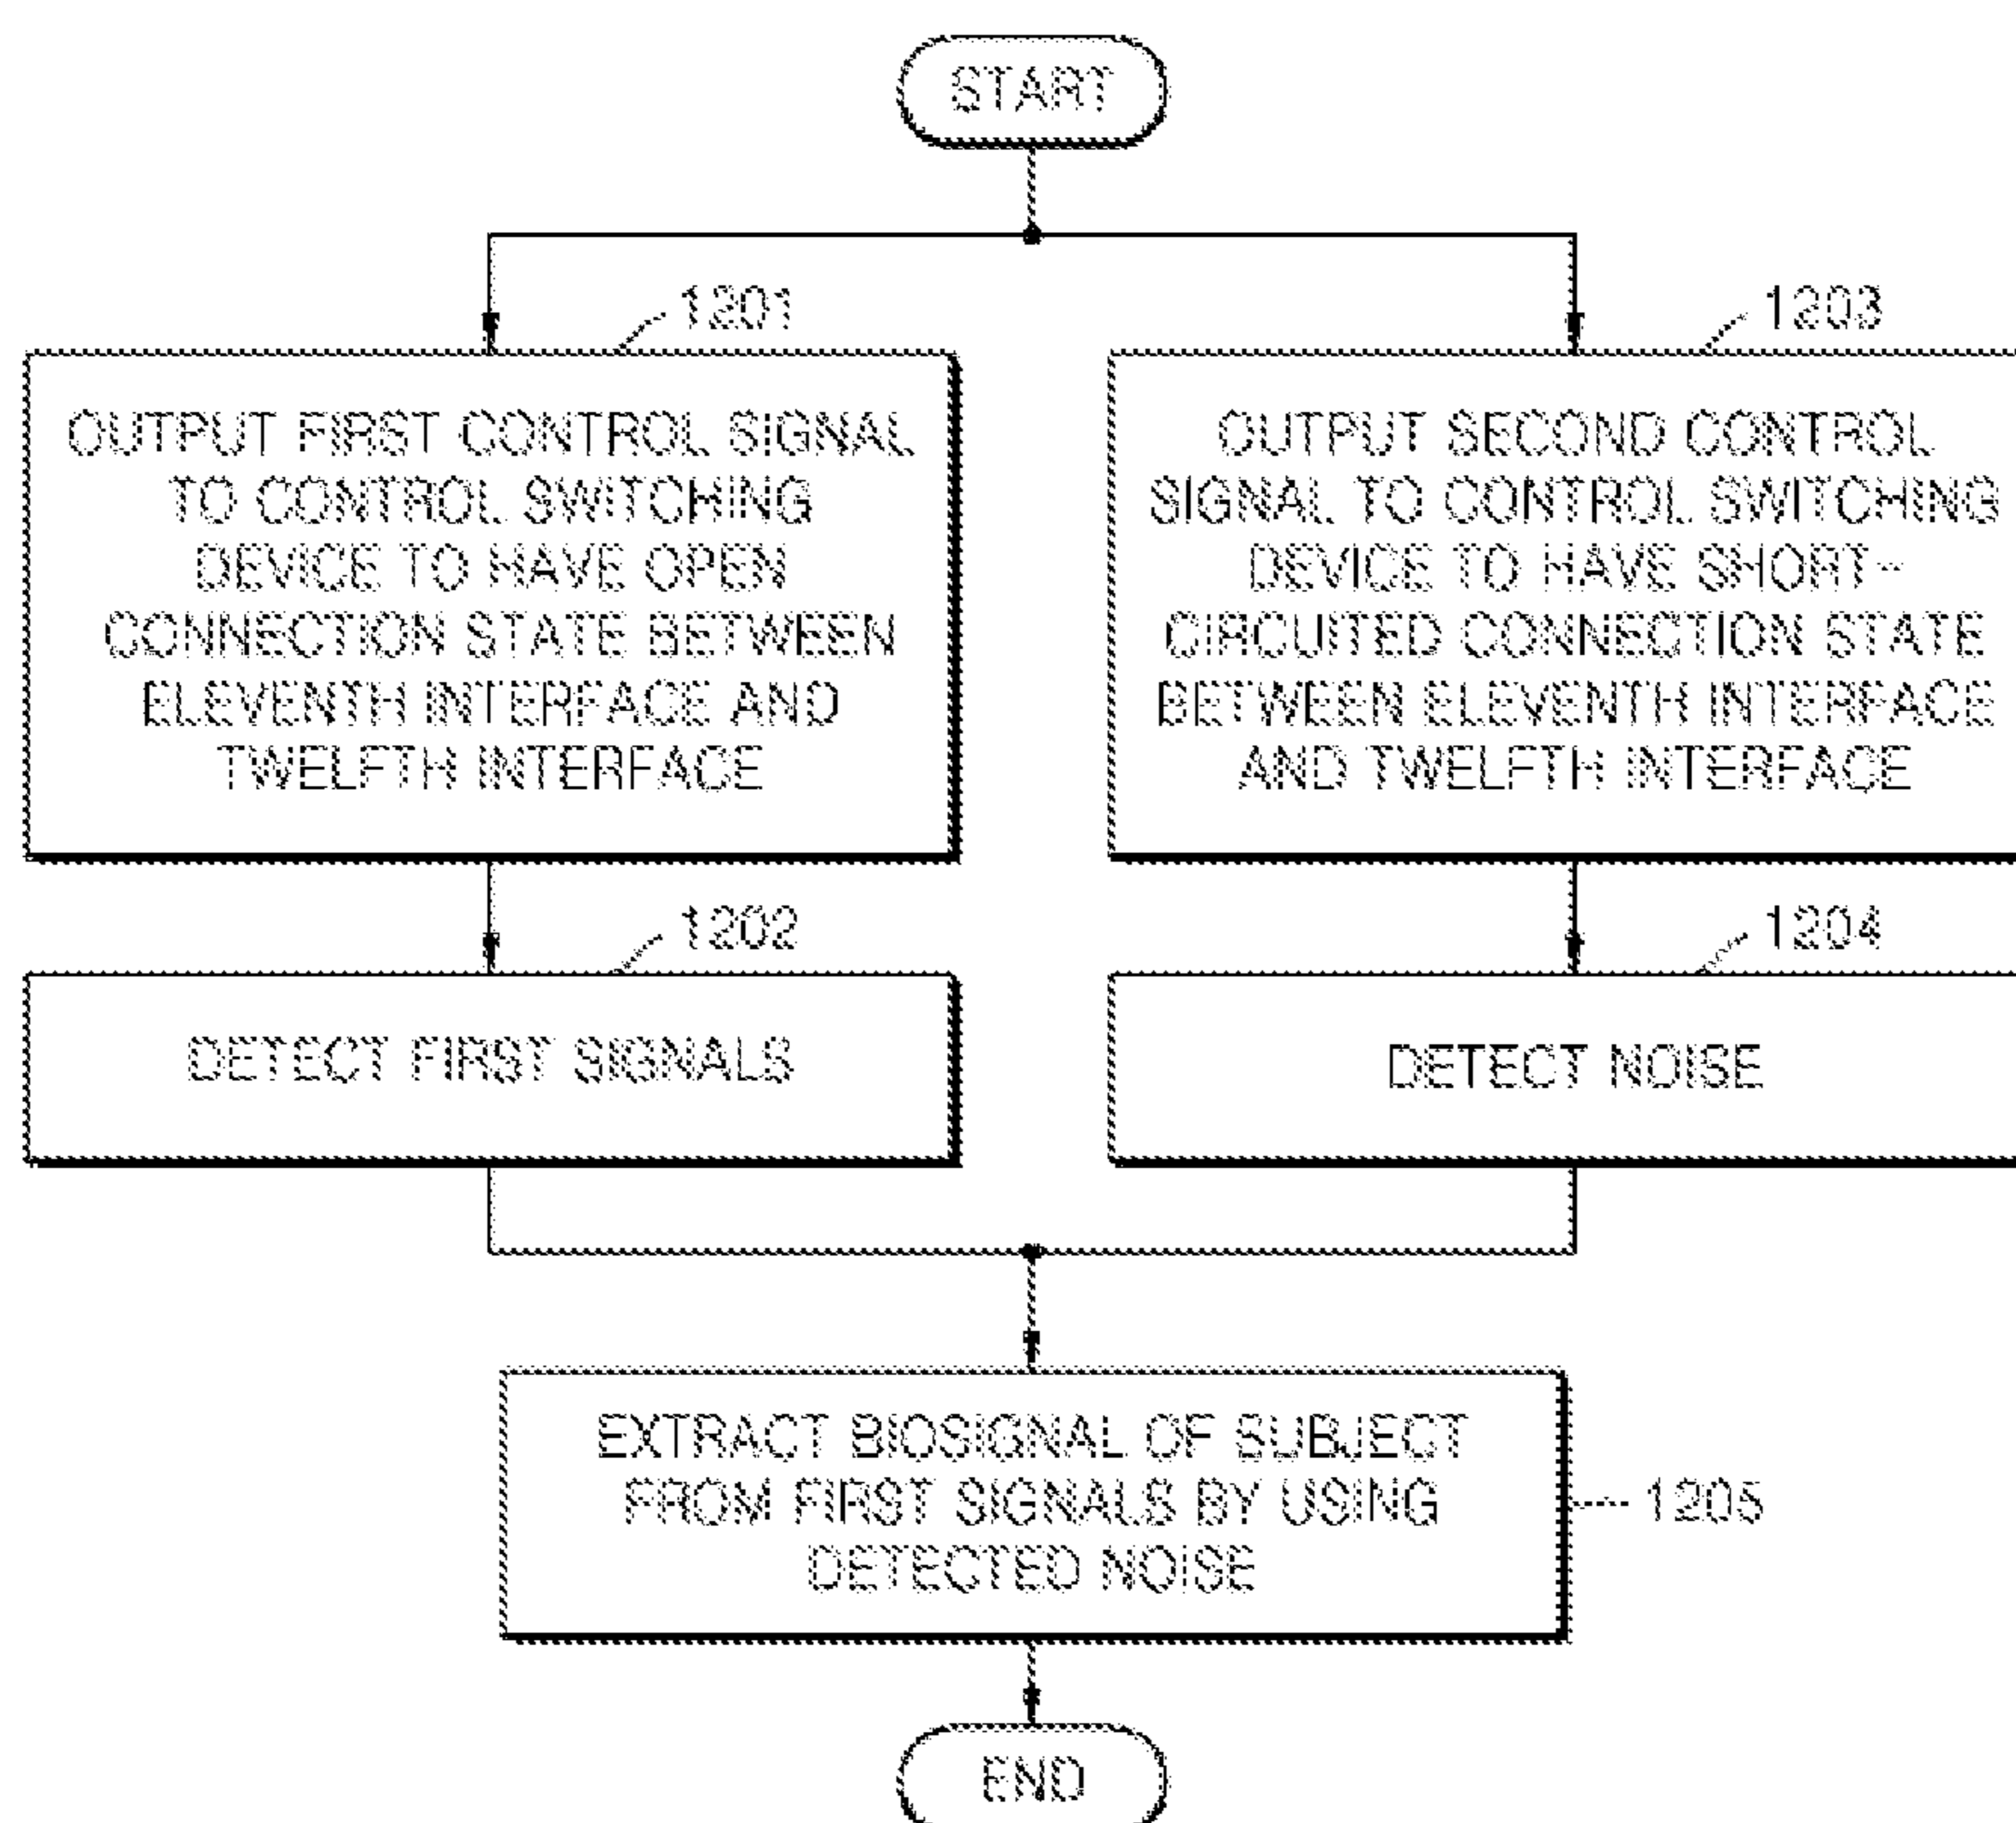 START
1201
OUTPUT FIRST CONTROL SIGNAL
TO CONTROL SWITCHING
DEVICE TO HAVE OPEN
CONNECTION STATE BETWEEN
ELEVENTH INTERFACE AND
TWELFTH INTERFACE
1203
OUTPUT SECOND CONTROL
SIGNAL TO CONTROL SWITCHING
DEVICE TO HAVE SHORT-
CIRCUITED CONNECTION STATE
BETWEEN ELEVENTH INTERFACE
AND TWELFTH INTERFACE
1202
DETECT FIRST SIGNALS
1204
DETECT NOISE
EXTRACT BIOSIGNAL OF SUBJECT
FROM FIRST SIGNALS BY USING
DETECTED NOISE
1205
END